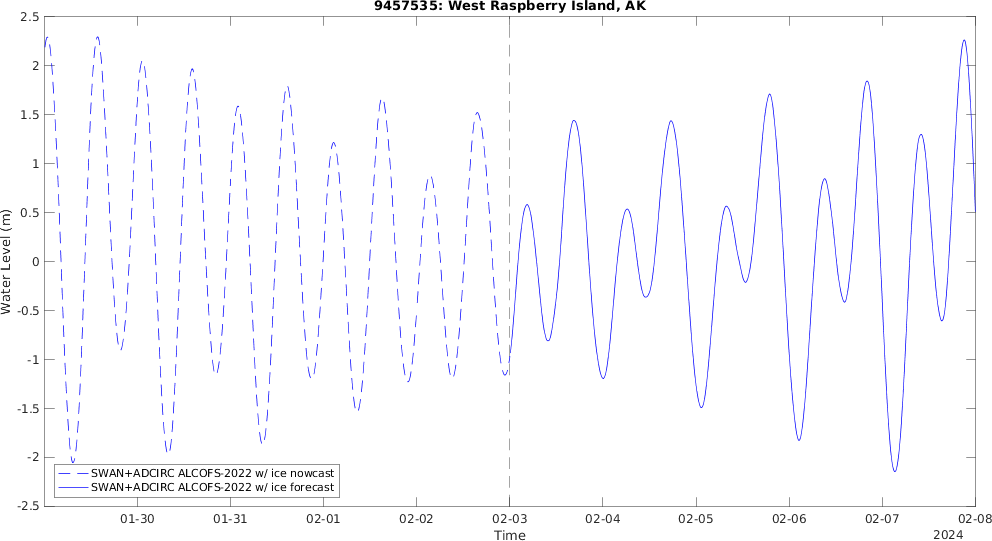 9457535: West Raspberry Island, AK
2.5
2
1.5
1
0.5
0
-0.5
-1
-1.5
-2
-2.5
Water Level (m)
SWAN+ADCIRC ALCOFS-2022 w/ ice nowcast
SWAN+ADCIRC ALCOFS-2022 w/ ice forecast
01-30 01-31 02-01 02-02 02-03 02-04 02-05 02-06 02-07 02-08
Time
2024